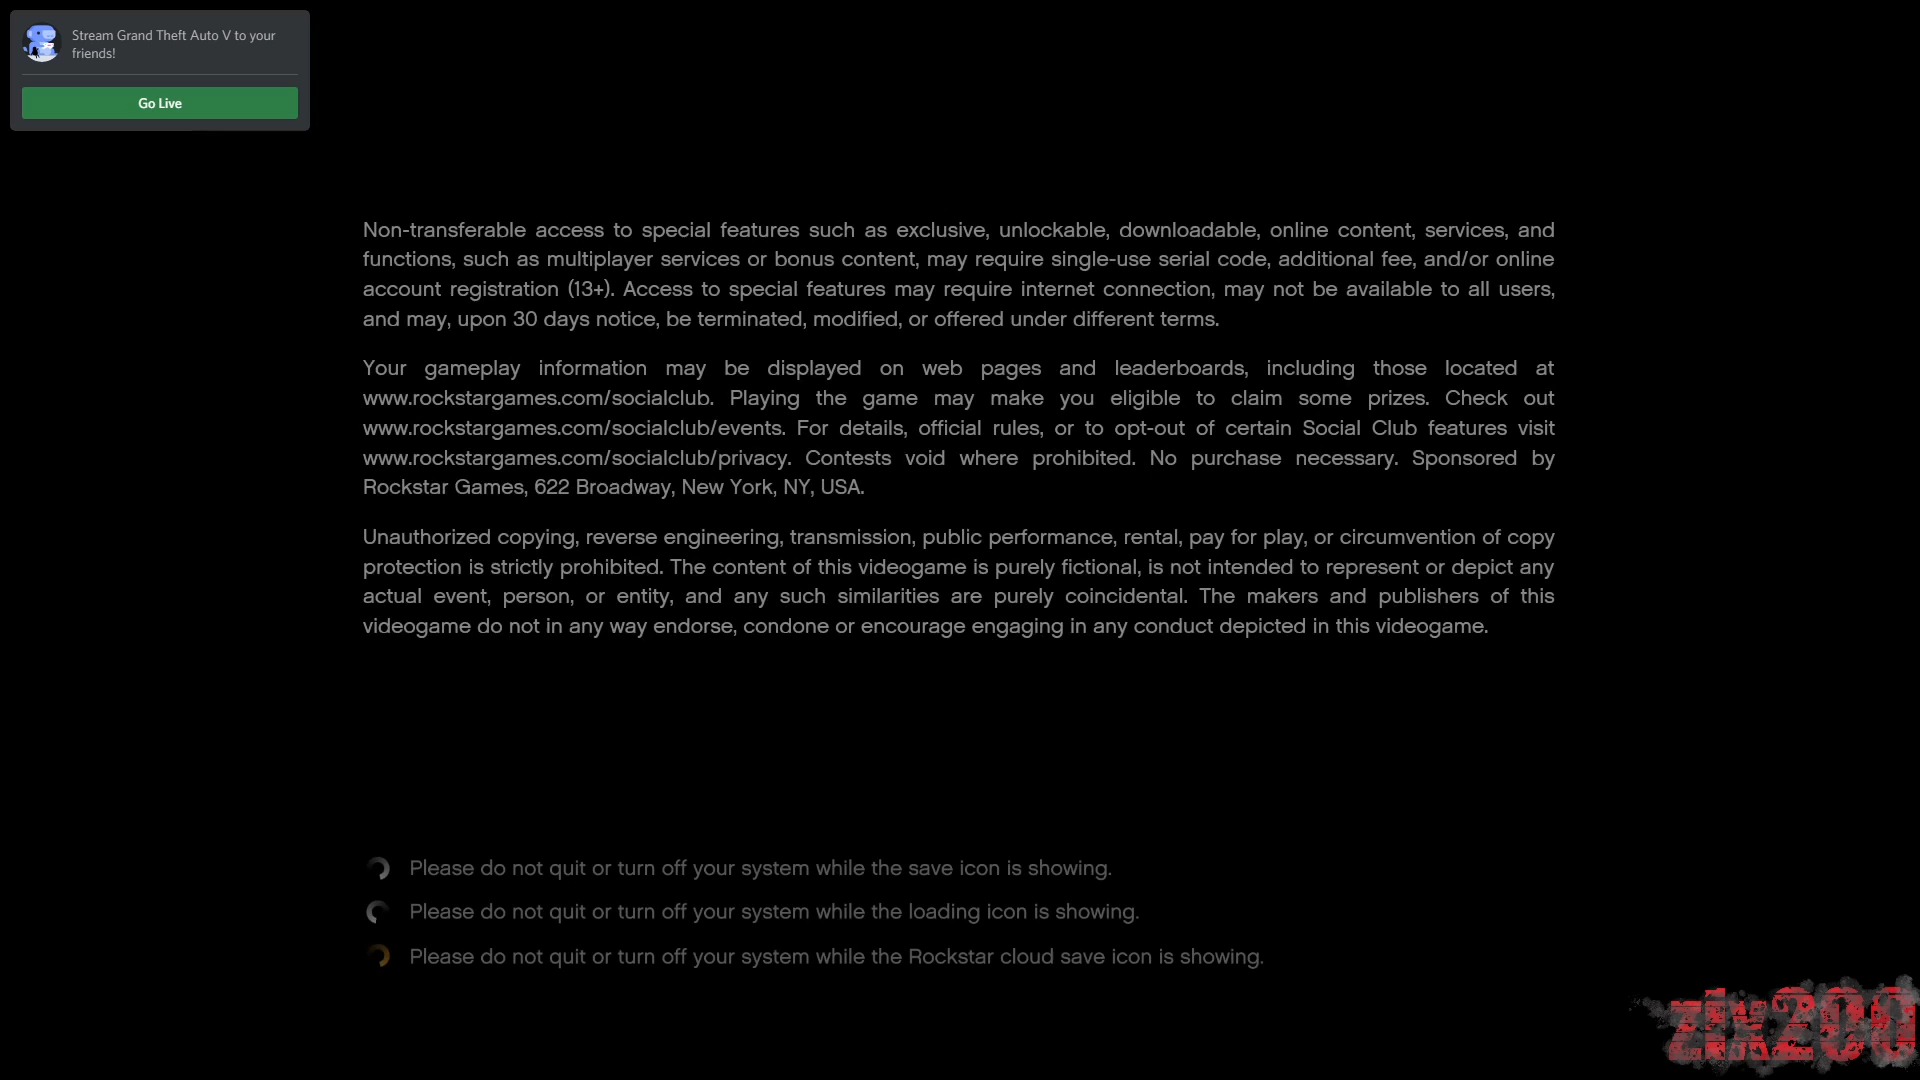 Stream Grand Theft Auto V to your
friends!
Go Live
Non-transferable access to special features such as exclusive, unlockable, downloadable, online content, services, and
functions, such as multiplayer services or bonus content, may require single-use serial code, additional fee, and/or online
account registration (13+). Access to special features may require internet connection, may not be available to all users,
and may, upon 30 days notice, be terminated, modified, or offered under different terms.
Your gameplay information may be displayed on web pages and leaderboards, including those located at
www.rockstargames.com/socialclub. Playing the game may make you eligible to claim some prizes. Check out
www.rockstargames.com/socialclub/events. For details, official rules, or to opt-out of certain Social Club features visit
www.rockstargames.com/socialclub/privacy. Contests void where prohibited. No purchase necessary. Sponsored by
Rockstar Games, 622 Broadway, New York, NY, USA.
Unauthorized copying, reverse engineering, transmission, public performance, rental, pay for play, or circumvention of copy
protection is strictly prohibited. The content of this videogame is purely fictional, is not intended to represent or depict any
actual event, person, or entity, and any such similarities are purely coincidental. The makers and publishers of this
videogame do not in any way endorse, condone or encourage engaging in any conduct depicted in this videogame.
Please do not quit or turn off your system while the save icon is showing.
Please do not quit or turn off your system while the loading icon is showing.
Please do not quit or turn off your system while the Rockstar cloud save icon is showing.
zix200